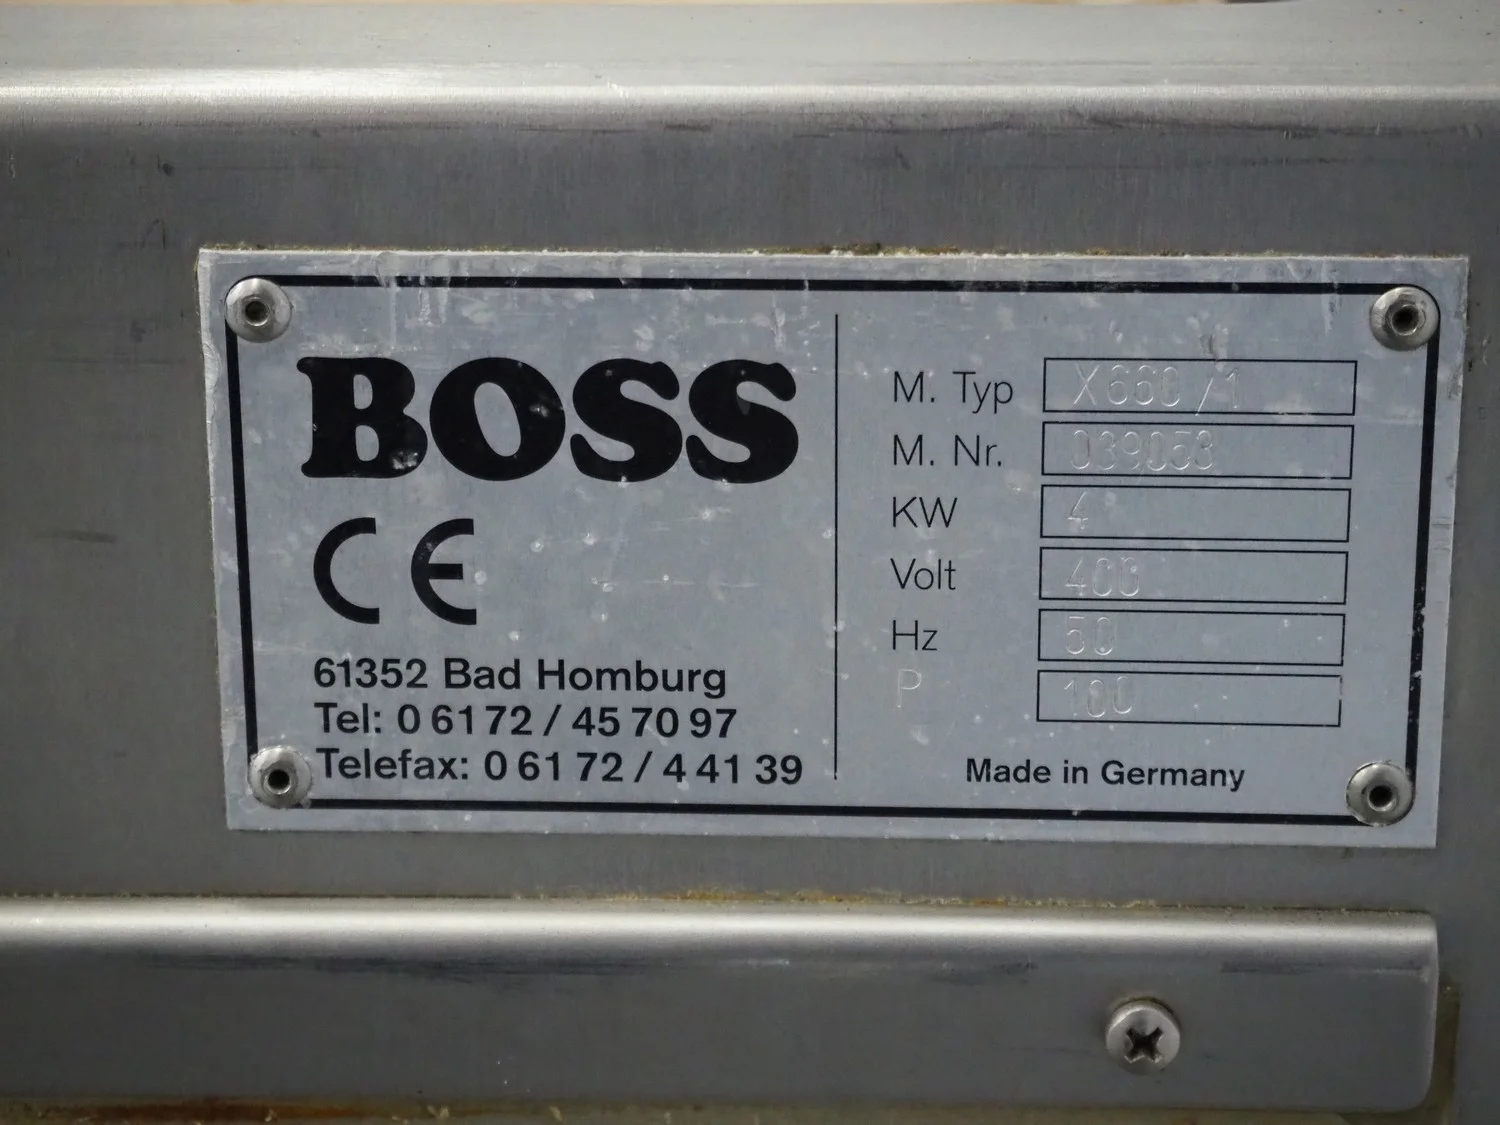 BOSS
CE
61352 Bad Homburg
Tel: 0 61 72 / 45 70 97
Telefax: 0 61 72 / 4 41 39
M. Typ X660/1
M. Nr. 039058
KW 4
Volt 400
Hz 50
P 100
Made in Germany